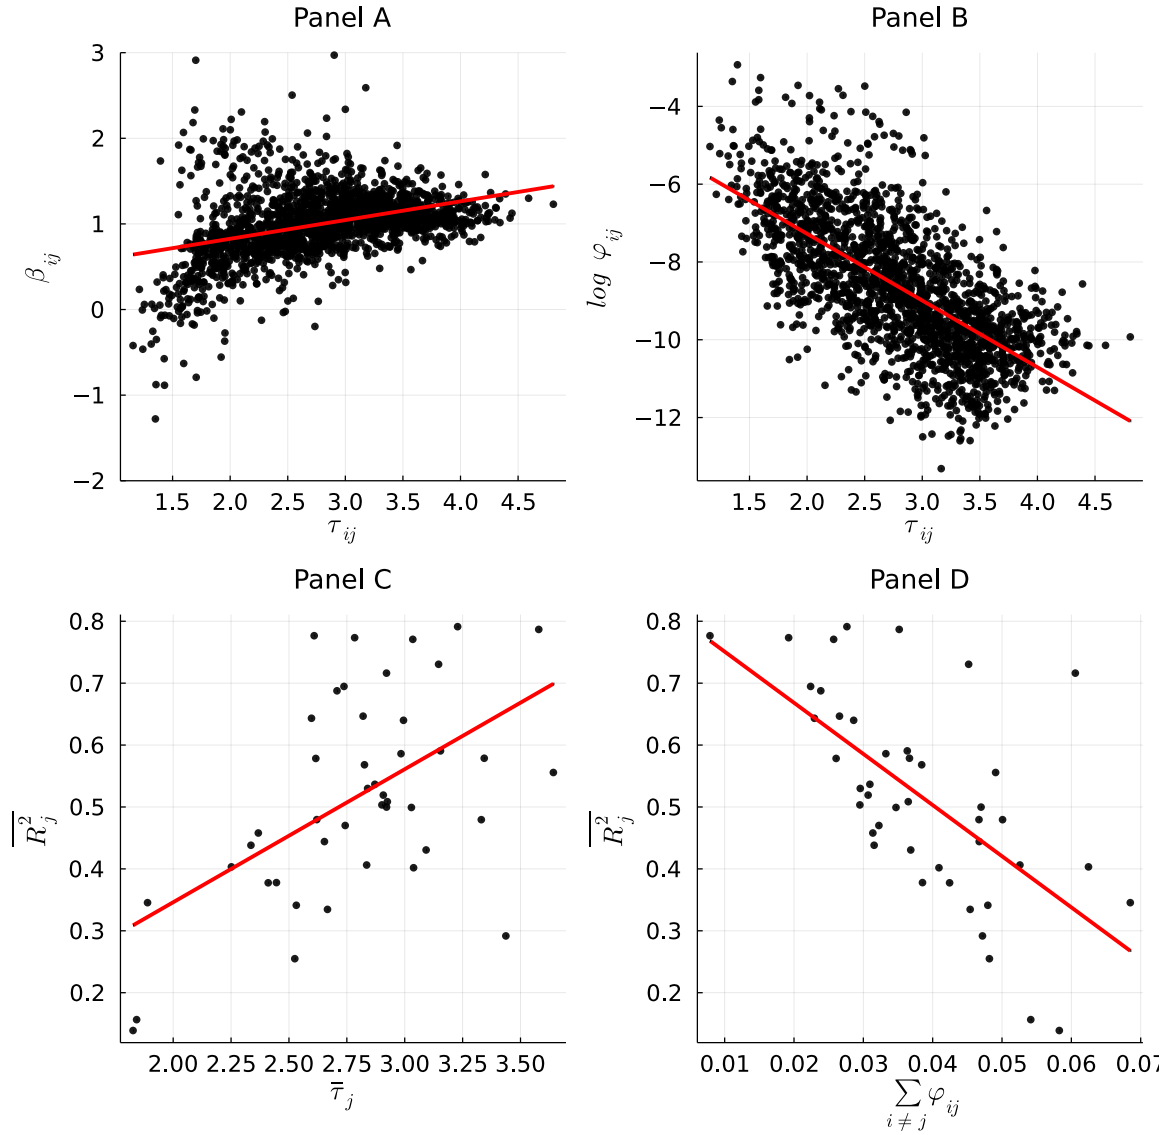 Panel A
3
2
1
0
−1
−2
β_ij
1.5 2.0 2.5 3.0 3.5 4.0 4.5
τ_ij
Panel B
−4
−6
−8
−10
−12
log φ_ij
1.5 2.0 2.5 3.0 3.5 4.0 4.5
τ_ij
Panel C
0.8
0.7
0.6
0.5
0.4
0.3
0.2
R̅²_j
2.00 2.25 2.50 2.75 3.00 3.25 3.50
τ̅_j
Panel D
0.8
0.7
0.6
0.5
0.4
0.3
0.2
R̅²_j
0.01 0.02 0.03 0.04 0.05 0.06 0.07
∑ φ_ij
i ≠ j